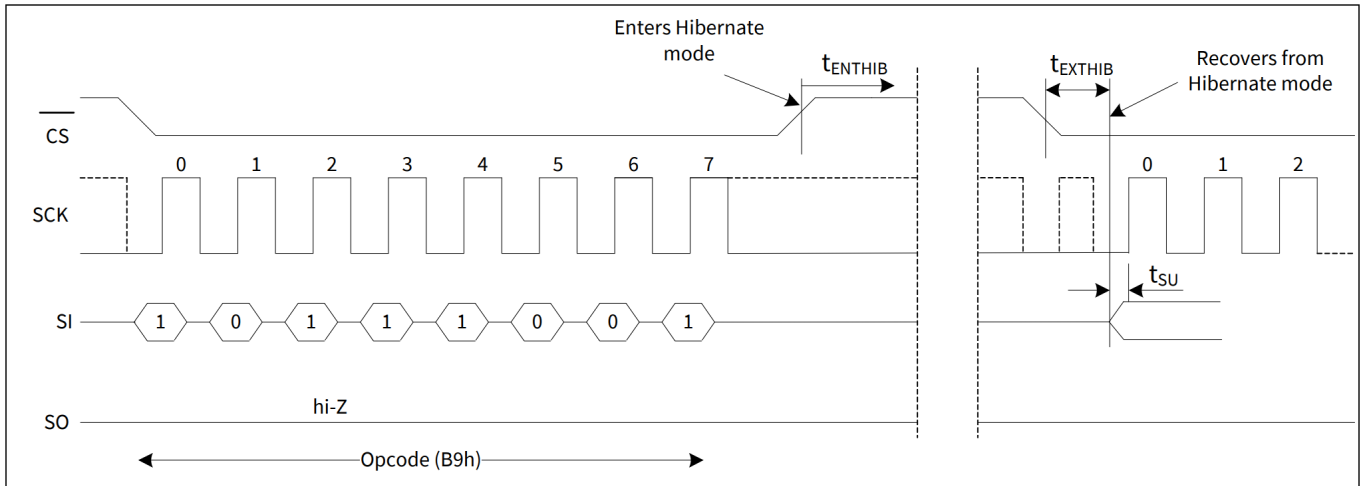 Enters Hibernate
mode
tENTHIB
tEXTHIB
Recovers from
Hibernate mode
CS
0 1 2 3 4 5 6 7 0 1 2
SCK
tSU
SI 1 0 1 1 1 0 0 1
hi-Z
SO
Opcode (B9h)